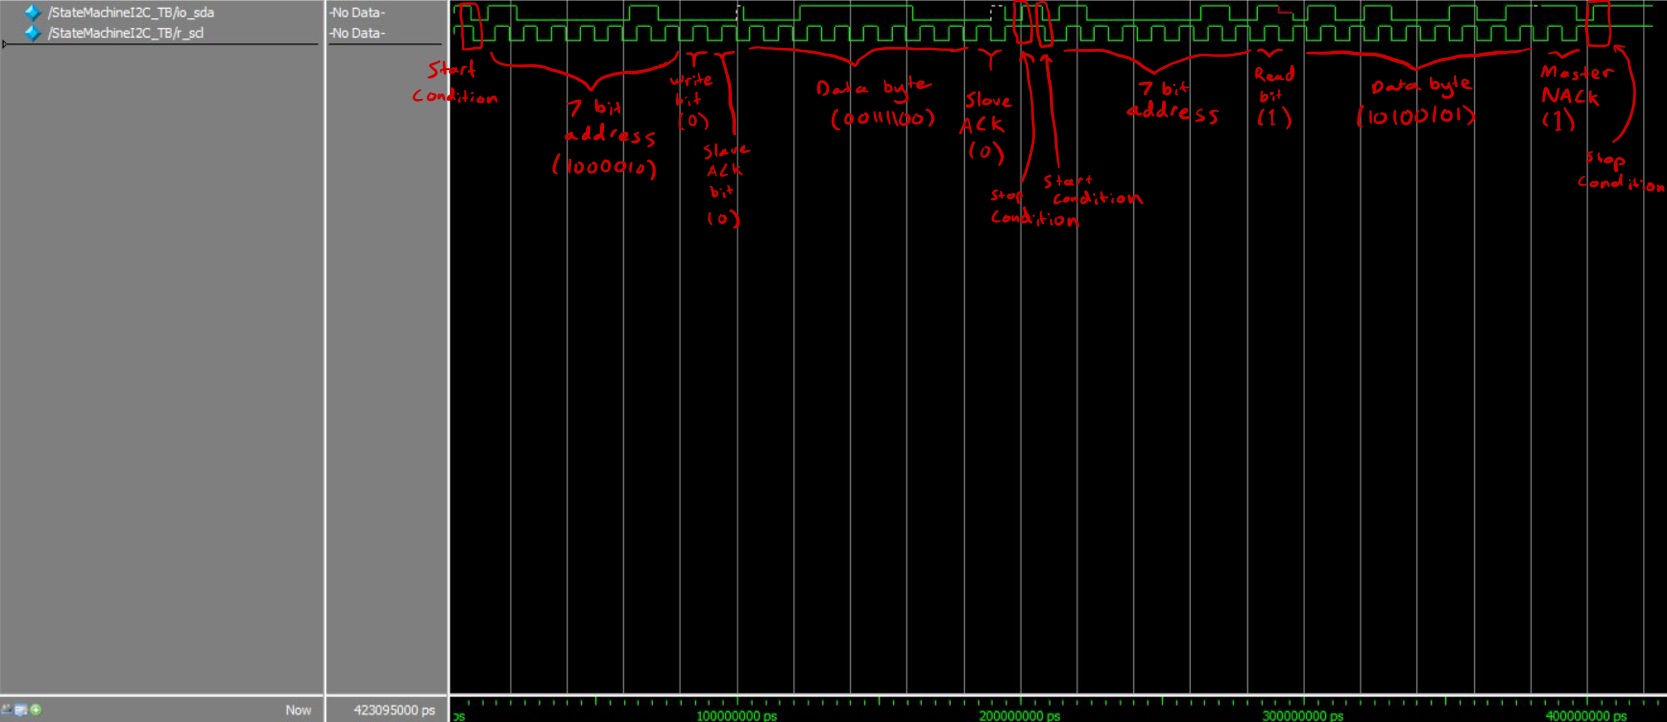 /StateMachineI2C_TB/io_sda
-No Data-
/StateMachineI2C_TB/r_scl
-No Data-
Start
Condition
7 bit
address
(1000010)
Write
bit
(0)
Slave
ACK
bit
(0)
Data byte
(00111100)
Slave
ACK
(0)
Stop
Condition
Start
Condition
7 bit
address
Read
bit
(1)
Data byte
(10100101)
Master
NACK
(1)
Stop
Condition
Now
423095000 ps
ps
100000000 ps
200000000 ps
300000000 ps
400000000 ps